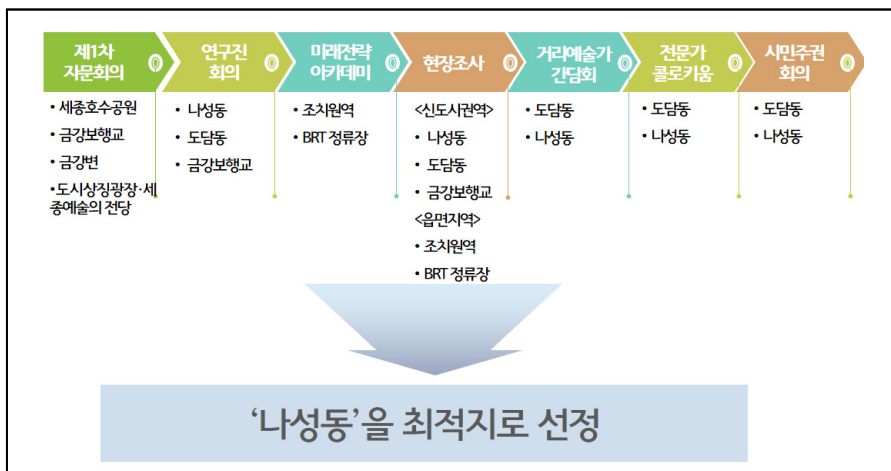 제1차
자문회의
• 세종호수공원
• 금강보행교
• 금강변
•도시상징광장·세
종예술의 전당
연구진
회의
• 나성동
• 도담동
• 금강보행교
미래전략
아카데미
• 조치원역
• BRT 정류장
현장조사
<신도시권역>
• 나성동
• 도담동
• 금강보행교
<읍면지역>
• 조치원역
• BRT 정류장
거리예술가
간담회
• 도담동
• 나성동
전문가
콜로키움
• 도담동
• 나성동
시민주권
회의
• 도담동
• 나성동
‘나성동’을 최적지로 선정